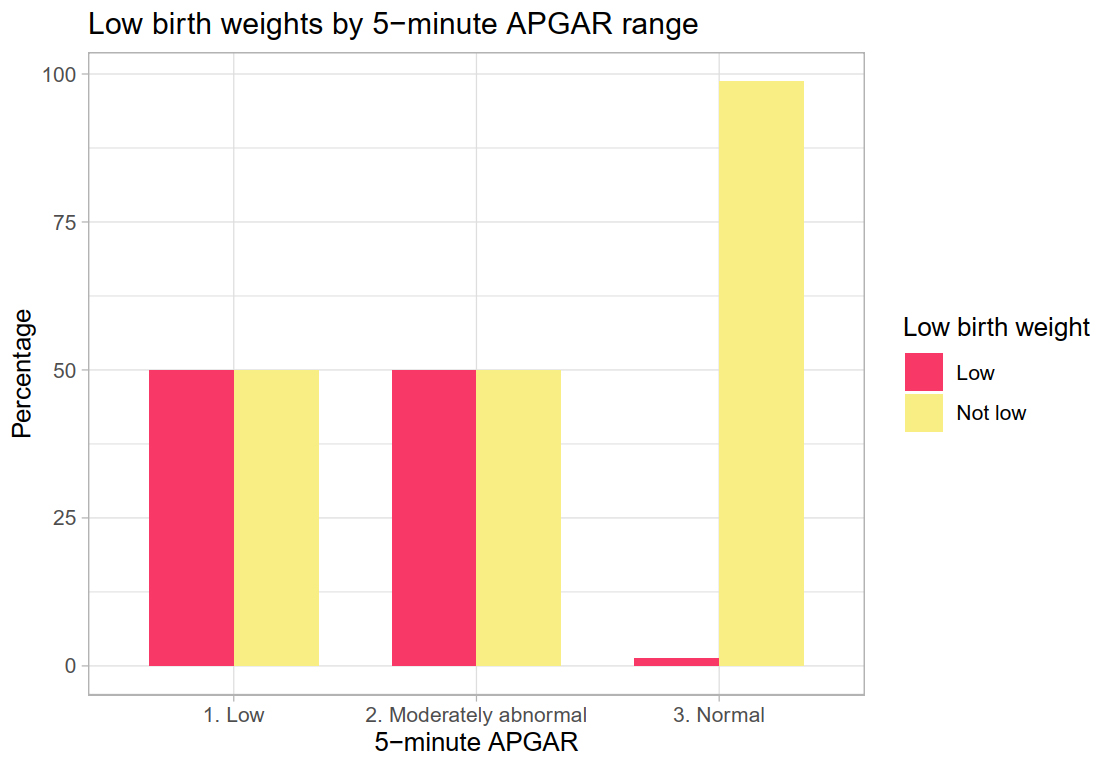 Low birth weights by 5−minute APGAR range
100
75
50
25
0
Percentage
1. Low
2. Moderately abnormal
3. Normal
5−minute APGAR
Low birth weight
Low
Not low